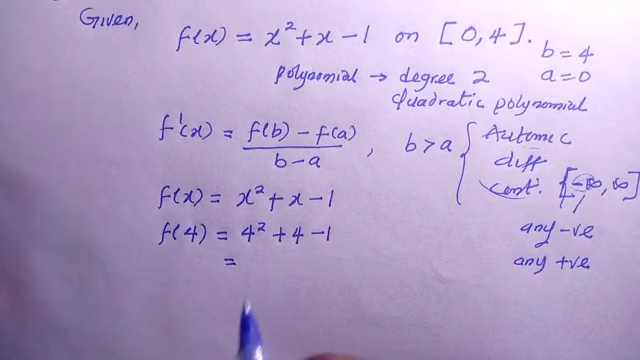 Given,
f(x) = x² + x - 1 on [0, 4].
b = 4
a = 0
polynomial → degree 2
Quadratic polynomial
f'(x) = f(b) - f(a) / b - a , b > a { Automic
diff
cont. [-∞, ∞]
f(x) = x² + x - 1
any -ve
f(4) = 4² + 4 - 1
any +ve
=